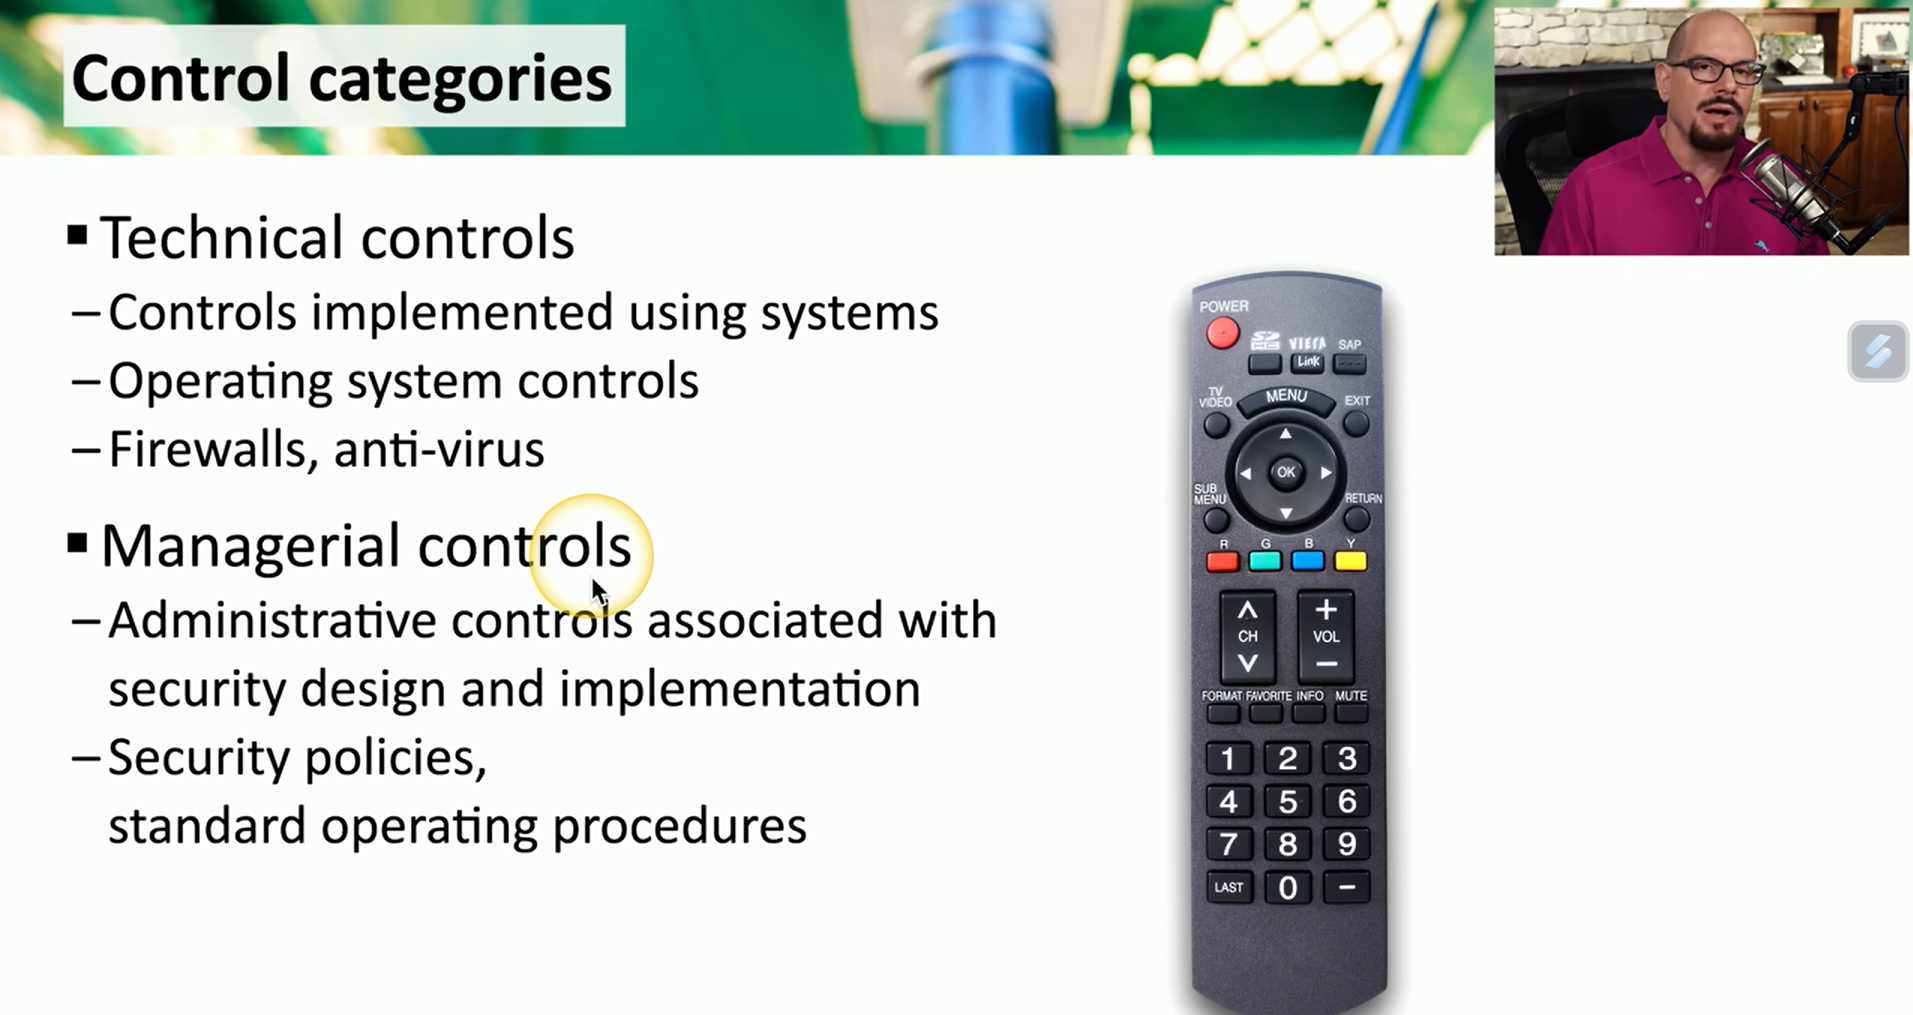 Control categories
▪ Technical controls
– Controls implemented using systems
– Operating system controls
– Firewalls, anti-virus
▪ Managerial controls
– Administrative controls associated with
security design and implementation
– Security policies,
standard operating procedures
POWER
SD HC VIERA SAP
Link
TV VIDEO MENU EXIT
OK
SUB MENU RETURN
R G B Y
CH + VOL −
FORMAT FAVORITE INFO MUTE
1 2 3
4 5 6
7 8 9
LAST 0 −